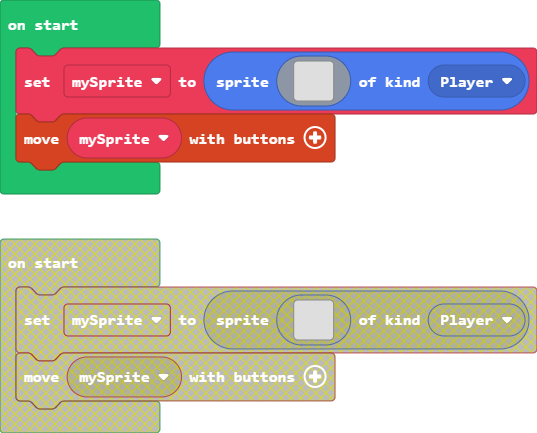 on start
set mySprite to sprite of kind Player
move mySprite with buttons
on start
set mySprite to sprite of kind Player
move mySprite with buttons